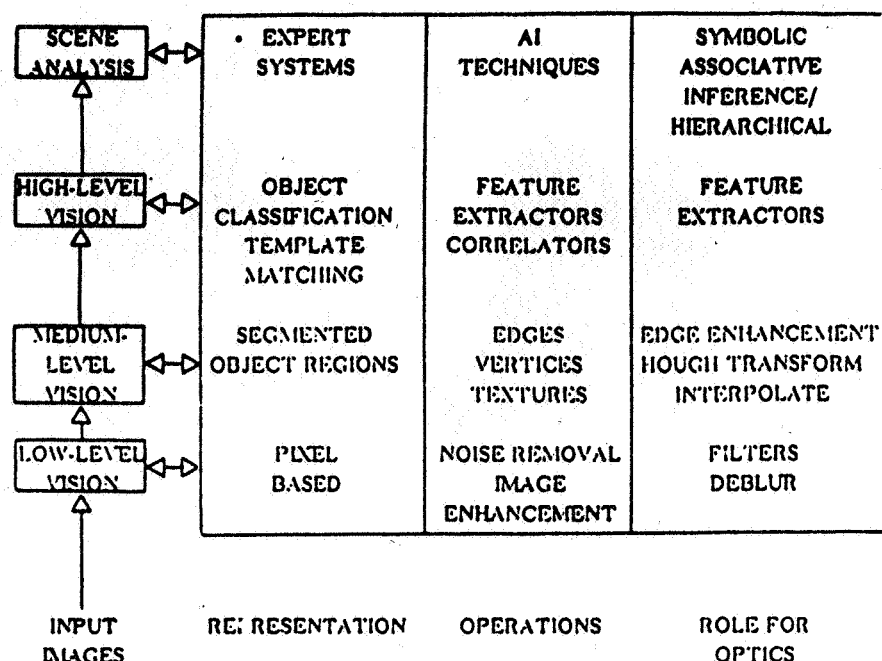 SCENE
ANALYSIS
• EXPERT
SYSTEMS
AI
TECHNIQUES
SYMBOLIC
ASSOCIATIVE
INFERENCE/
HIERARCHICAL
HIGH-LEVEL
VISION
OBJECT
CLASSIFICATION
TEMPLATE
MATCHING
FEATURE
EXTRACTORS
CORRELATORS
FEATURE
EXTRACTORS
MEDIUM-
LEVEL
VISION
SEGMENTED
OBJECT REGIONS
EDGES
VERTICES
TEXTURES
EDGE ENHANCEMENT
HOUGH TRANSFORM
INTERPOLATE
LOW-LEVEL
VISION
PIXEL
BASED
NOISE REMOVAL
IMAGE
ENHANCEMENT
FILTERS
DEBLUR
INPUT
IMAGES
REPRESENTATION
OPERATIONS
ROLE FOR
OPTICS